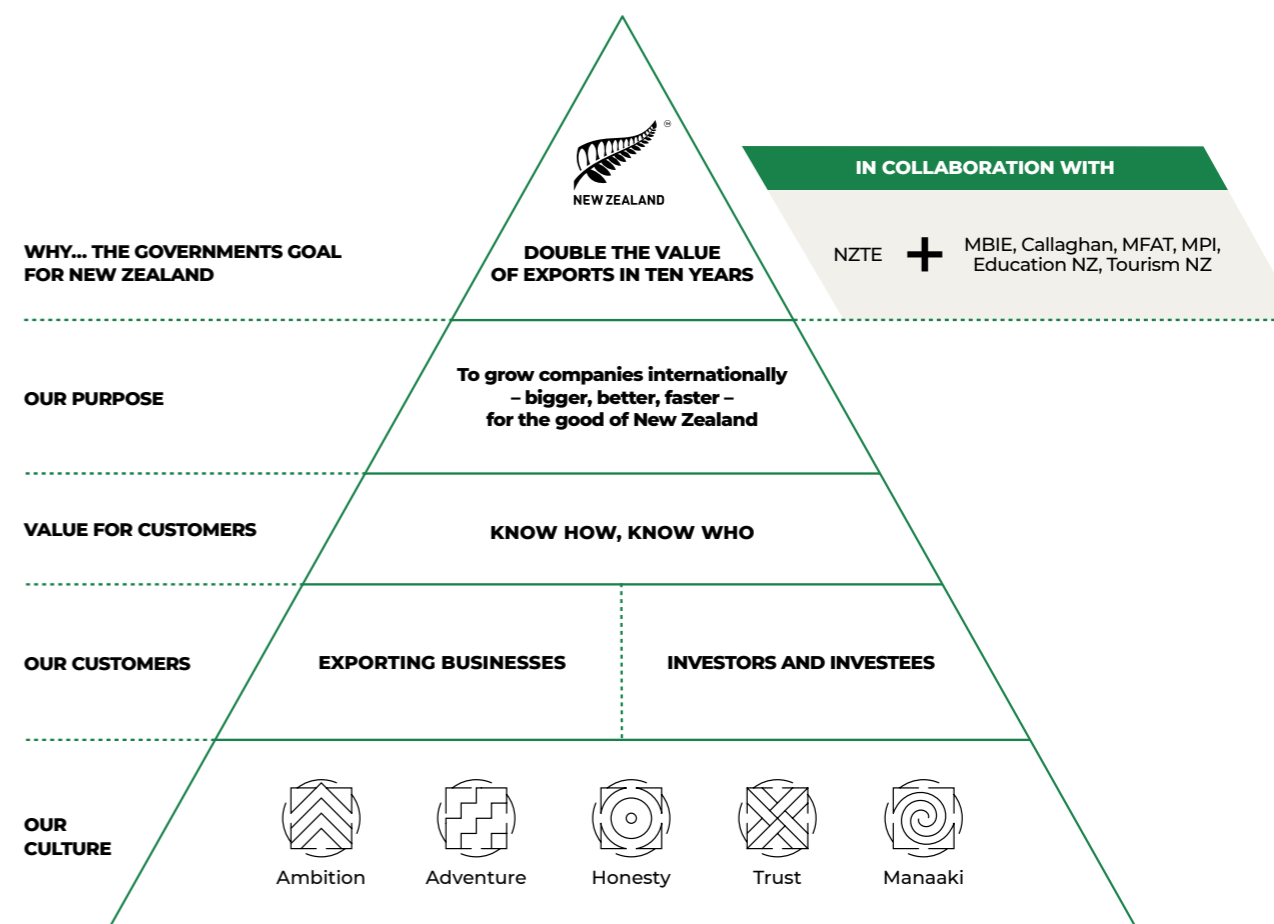 NEW ZEALAND
IN COLLABORATION WITH
WHY... THE GOVERNMENTS GOAL
FOR NEW ZEALAND
DOUBLE THE VALUE
OF EXPORTS IN TEN YEARS
NZTE + MBIE, Callaghan, MFAT, MPI,
Education NZ, Tourism NZ
OUR PURPOSE
To grow companies internationally
– bigger, better, faster –
for the good of New Zealand
VALUE FOR CUSTOMERS
KNOW HOW, KNOW WHO
OUR CUSTOMERS
EXPORTING BUSINESSES
INVESTORS AND INVESTEES
OUR
CULTURE
Ambition
Adventure
Honesty
Trust
Manaaki